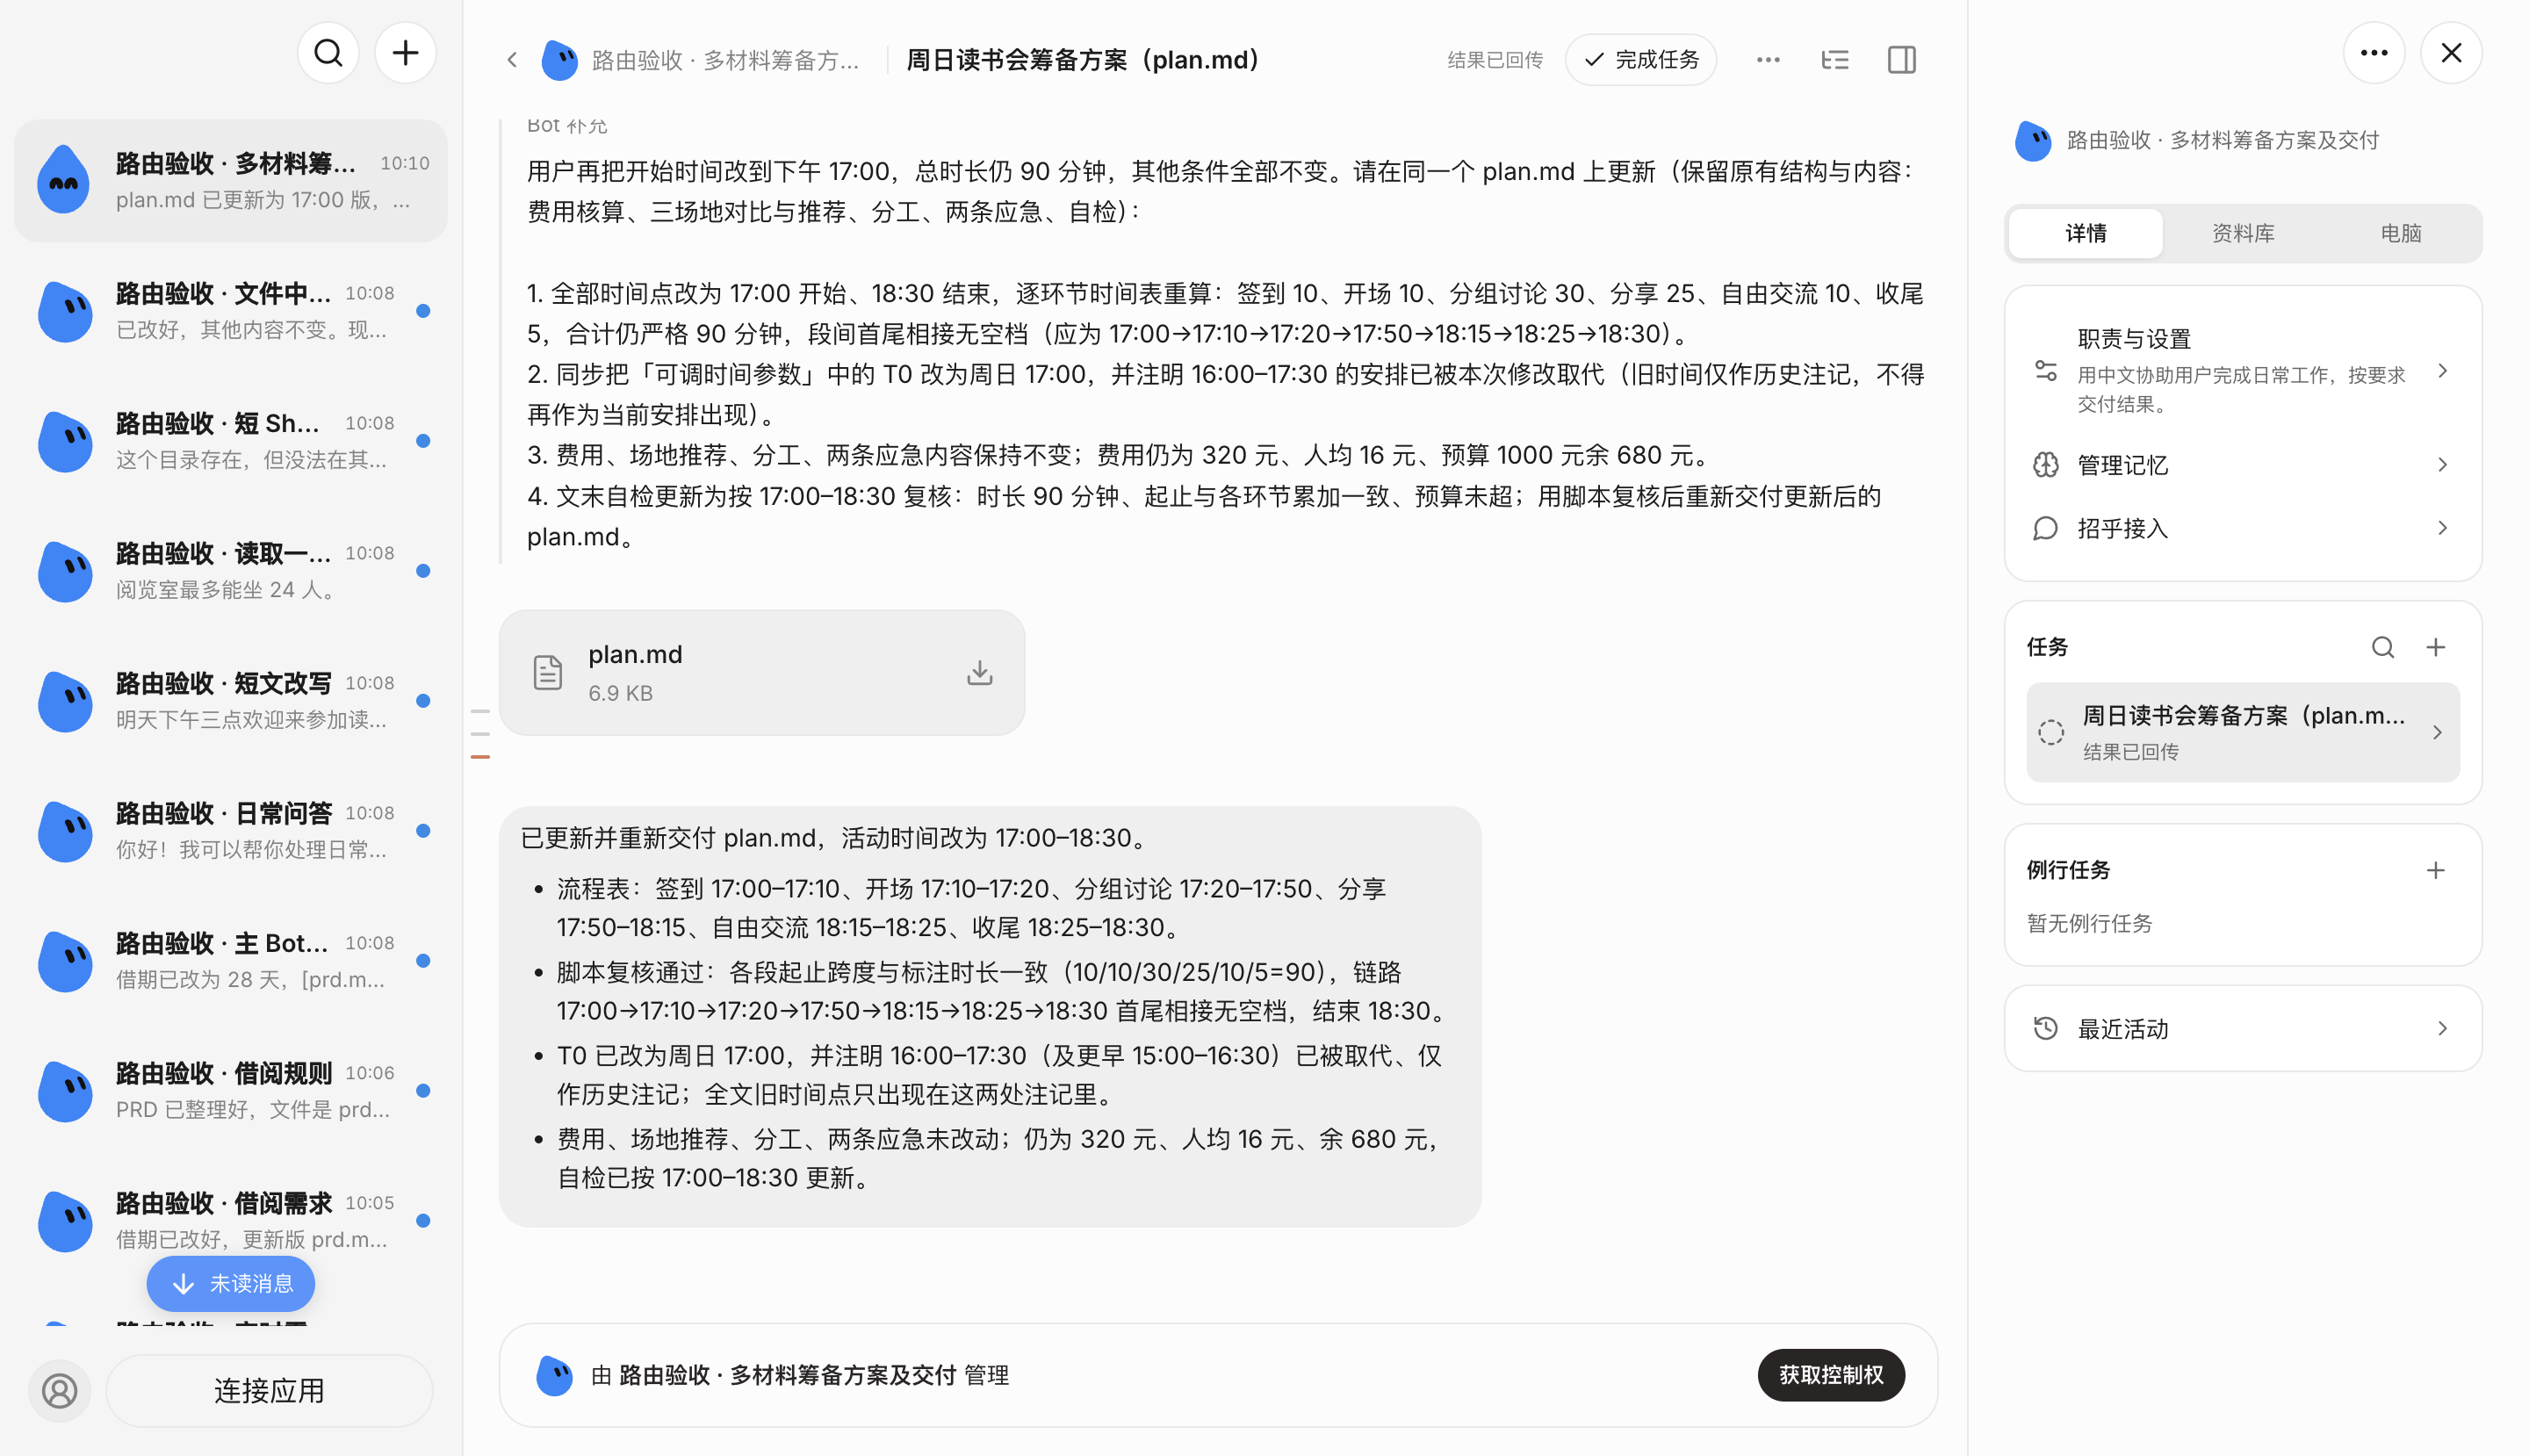 路由验收 · 多材料筹... 10:10
plan.md 已更新为 17:00 版，...
路由验收 · 文件中... 10:08
已改好，其他内容不变。现...
路由验收 · 短 Sh... 10:08
这个目录存在，但没法在其...
路由验收 · 读取一... 10:08
阅览室最多能坐 24 人。
路由验收 · 短文改写 10:08
明天下午三点欢迎来参加读...
路由验收 · 日常问答 10:08
你好！我可以帮你处理日常...
路由验收 · 主 Bot... 10:08
借期已改为 28 天，[prd.m...
路由验收 · 借阅规则 10:06
PRD 已整理好，文件是 prd...
路由验收 · 借阅需求 10:05
借期已改好，更新版 prd.m...
未读消息
连接应用
路由验收 · 多材料筹备方... 周日读书会筹备方案（plan.md） 结果已回传 完成任务
Bot 补充
用户再把开始时间改到下午 17:00，总时长仍 90 分钟，其他条件全部不变。请在同一个 plan.md 上更新（保留原有结构与内容：
费用核算、三场地对比与推荐、分工、两条应急、自检）：
1. 全部时间点改为 17:00 开始、18:30 结束，逐环节时间表重算：签到 10、开场 10、分组讨论 30、分享 25、自由交流 10、收尾
5，合计仍严格 90 分钟，段间首尾相接无空档（应为 17:00→17:10→17:20→17:50→18:15→18:25→18:30）。
2. 同步把「可调时间参数」中的 T0 改为周日 17:00，并注明 16:00–17:30 的安排已被本次修改取代（旧时间仅作历史注记，不得
再作为当前安排出现）。
3. 费用、场地推荐、分工、两条应急内容保持不变；费用仍为 320 元、人均 16 元、预算 1000 元余 680 元。
4. 文末自检更新为按 17:00–18:30 复核：时长 90 分钟、起止与各环节累加一致、预算未超；用脚本复核后重新交付更新后的
plan.md。
plan.md
6.9 KB
已更新并重新交付 plan.md，活动时间改为 17:00–18:30。
• 流程表：签到 17:00–17:10、开场 17:10–17:20、分组讨论 17:20–17:50、分享
17:50–18:15、自由交流 18:15–18:25、收尾 18:25–18:30。
• 脚本复核通过：各段起止跨度与标注时长一致（10/10/30/25/10/5=90），链路
17:00→17:10→17:20→17:50→18:15→18:25→18:30 首尾相接无空档，结束 18:30。
• T0 已改为周日 17:00，并注明 16:00–17:30（及更早 15:00–16:30）已被取代、仅
作历史注记；全文旧时间点只出现在这两处注记里。
• 费用、场地推荐、分工、两条应急未改动；仍为 320 元、人均 16 元、余 680 元，
自检已按 17:00–18:30 更新。
由 路由验收 · 多材料筹备方案及交付 管理 获取控制权
路由验收 · 多材料筹备方案及交付
详情 资料库 电脑
职责与设置
用中文协助用户完成日常工作，按要求
交付结果。
管理记忆
招乎接入
任务
周日读书会筹备方案（plan.m...
结果已回传
例行任务
暂无例行任务
最近活动